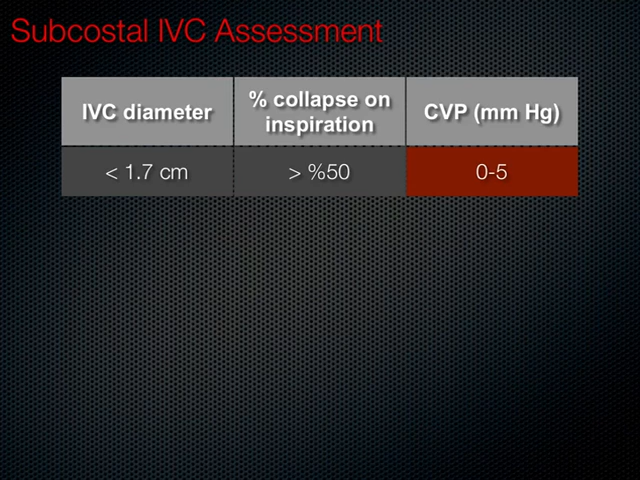 Subcostal IVC Assessment
IVC diameter
% collapse on
inspiration
CVP (mm Hg)
< 1.7 cm
> %50
0-5